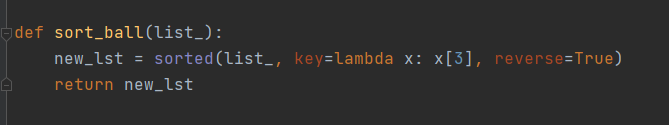 def sort_ball(list_):
    new_lst = sorted(list_, key=lambda x: x[3], reverse=True)
    return new_lst